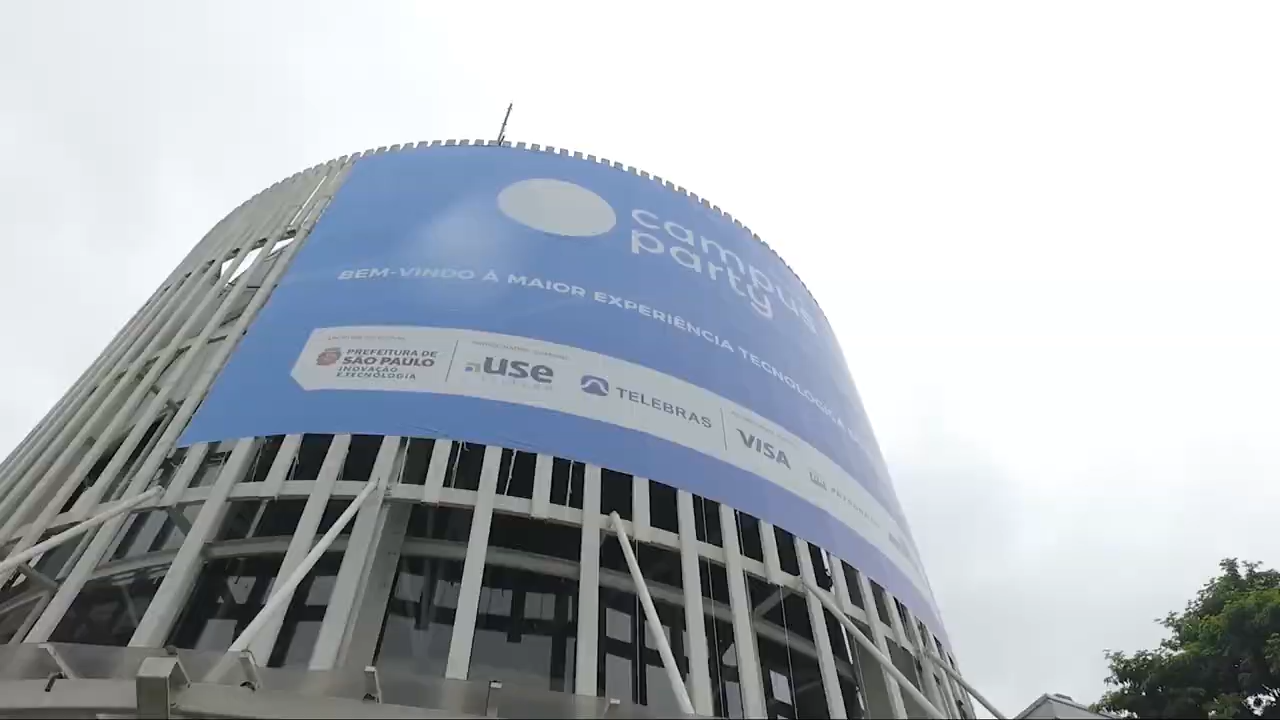 campus
party
BEM-VINDO À MAIOR EXPERIÊNCIA TECNOLÓGICA
PREFEITURA DE
SÃO PAULO
INOVAÇÃO
E TECNOLOGIA
use
TELEBRAS
VISA